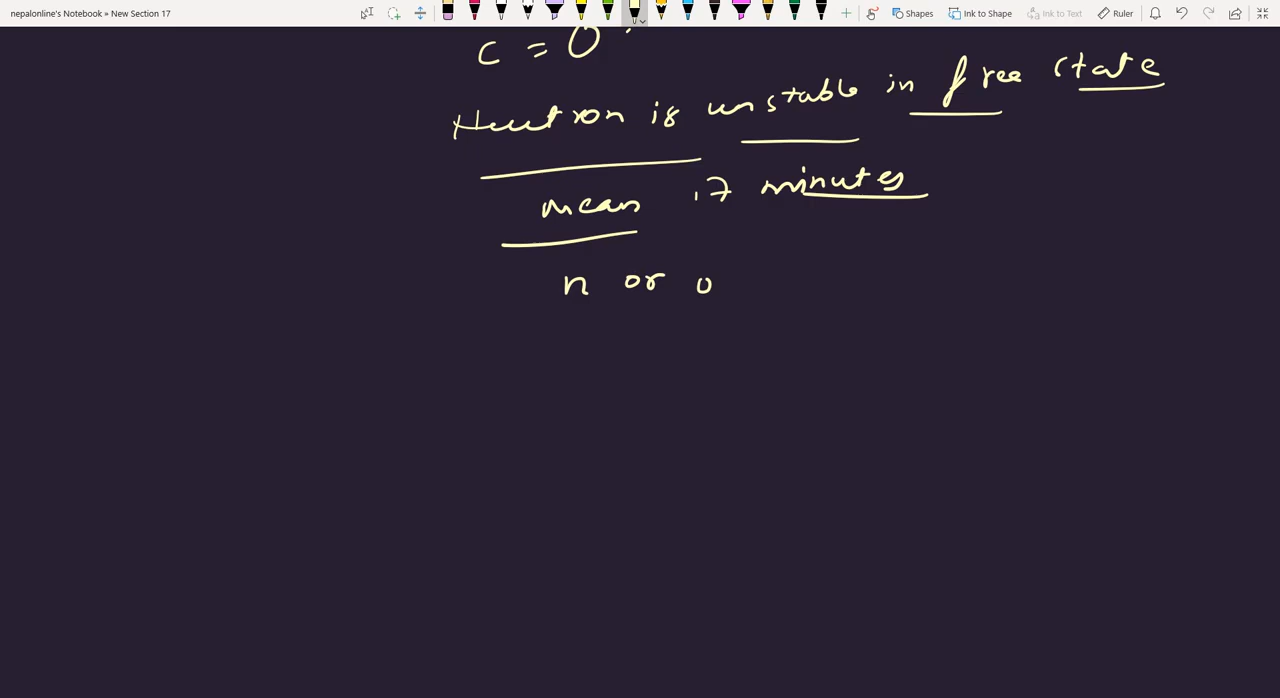 nepalonline's Notebook » New Section 17
Shapes
Ink to Shape
Ink to Text
Ruler
c = 0
Neutron is unstable in free state
mean 17 minutes
n or 0